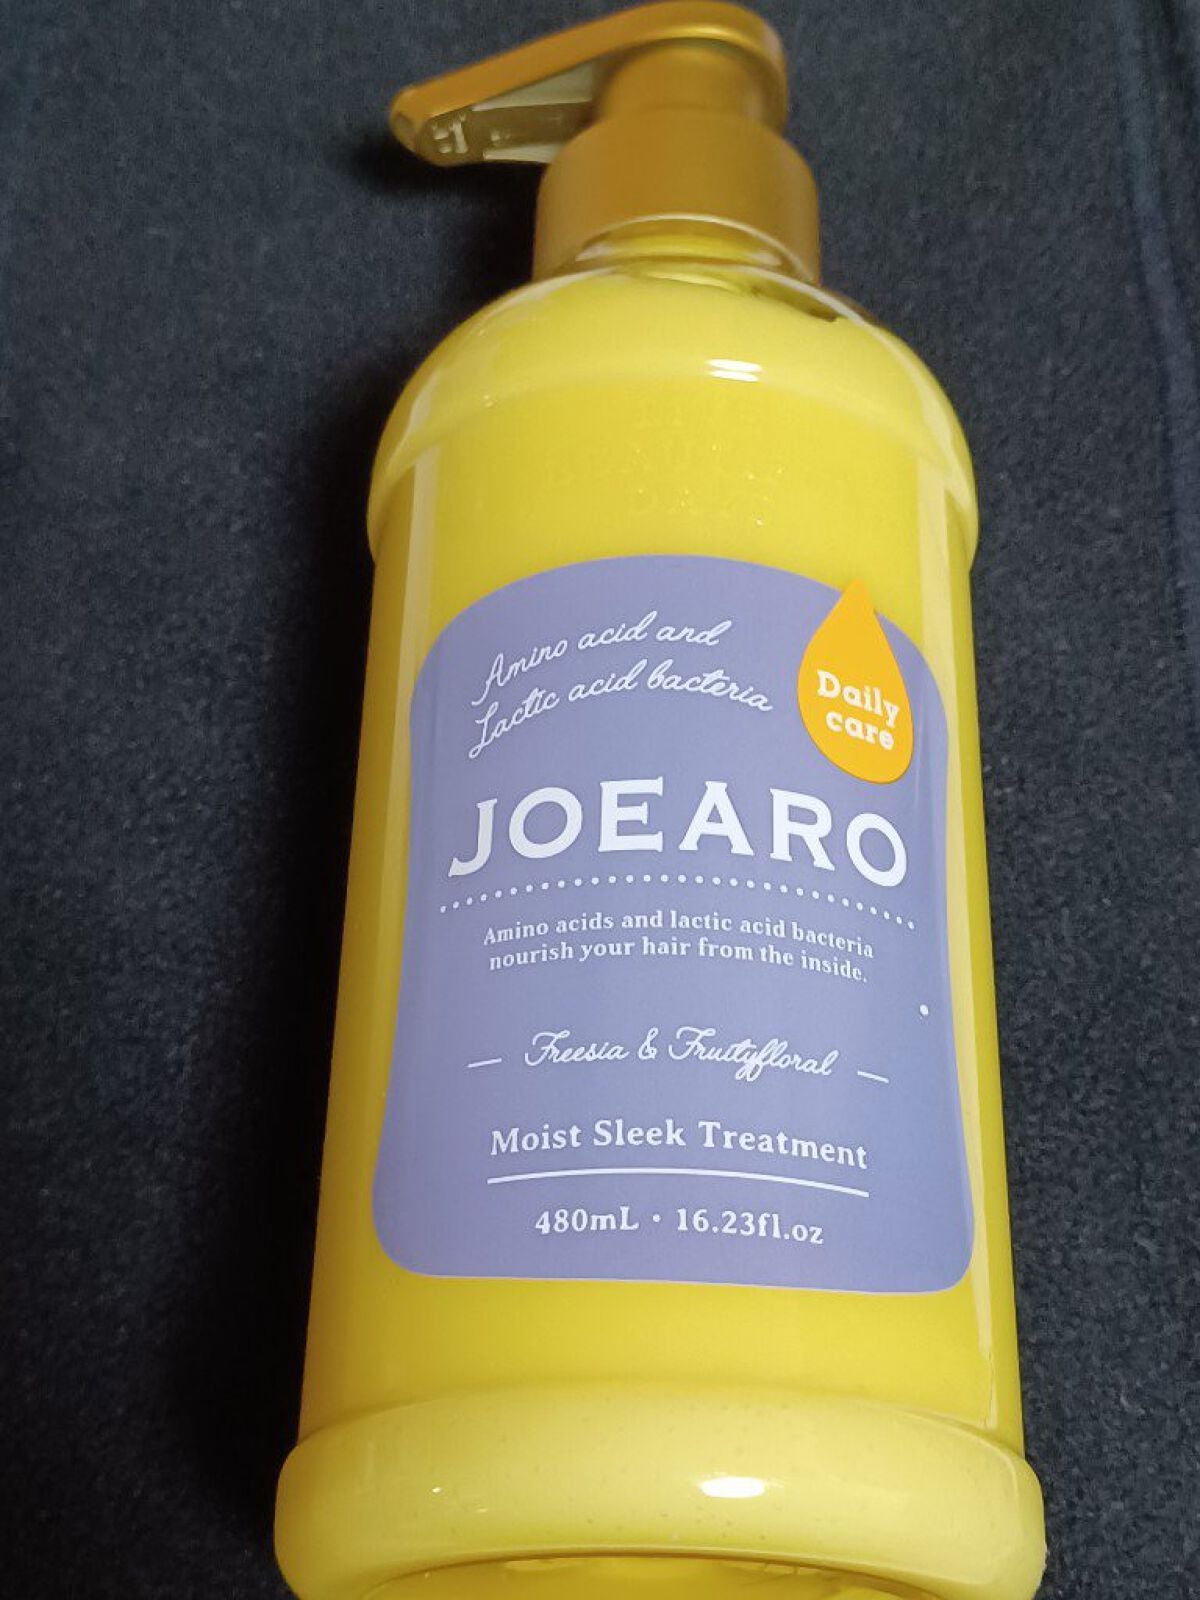 Amino acid and
Lactic acid bacteria
Daily
care
JOEARO
Amino acids and lactic acid bacteria
nourish your hair from the inside.
Freesia & Fruityfloral
Moist Sleek Treatment
480mL・16.23fl.oz